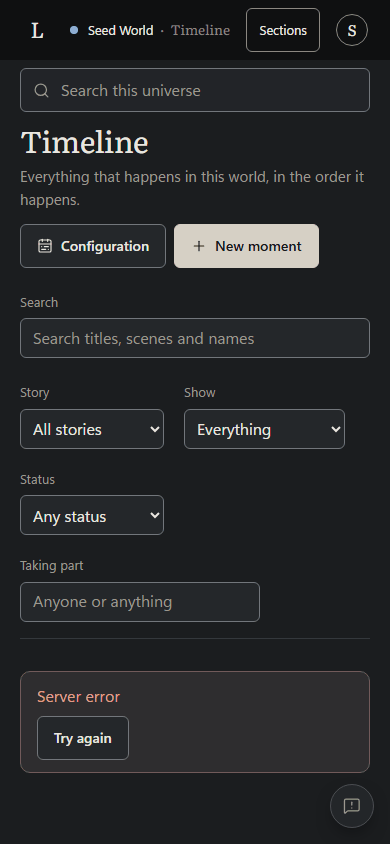 L
Seed World · Timeline
Sections
S
Search this universe
Timeline
Everything that happens in this world, in the order it
happens.
Configuration
New moment
Search
Search titles, scenes and names
Story
Show
All stories
Everything
Status
Any status
Taking part
Anyone or anything
Server error
Try again